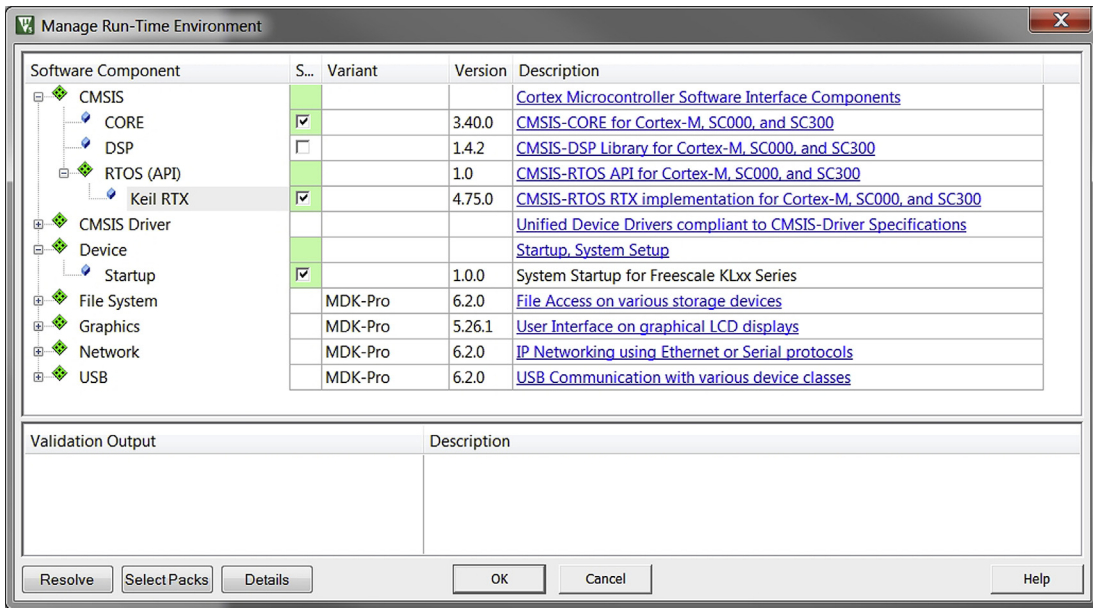 Manage Run-Time Environment
Software Component S... Variant Version Description
CMSIS Cortex Microcontroller Software Interface Components
CORE 3.40.0 CMSIS-CORE for Cortex-M, SC000, and SC300
DSP 1.4.2 CMSIS-DSP Library for Cortex-M, SC000, and SC300
RTOS (API) 1.0 CMSIS-RTOS API for Cortex-M, SC000, and SC300
Keil RTX 4.75.0 CMSIS-RTOS RTX implementation for Cortex-M, SC000, and SC300
CMSIS Driver Unified Device Drivers compliant to CMSIS-Driver Specifications
Device Startup, System Setup
Startup 1.0.0 System Startup for Freescale KLxx Series
File System MDK-Pro 6.2.0 File Access on various storage devices
Graphics MDK-Pro 5.26.1 User Interface on graphical LCD displays
Network MDK-Pro 6.2.0 IP Networking using Ethernet or Serial protocols
USB MDK-Pro 6.2.0 USB Communication with various device classes
Validation Output Description
Resolve Select Packs Details OK Cancel Help